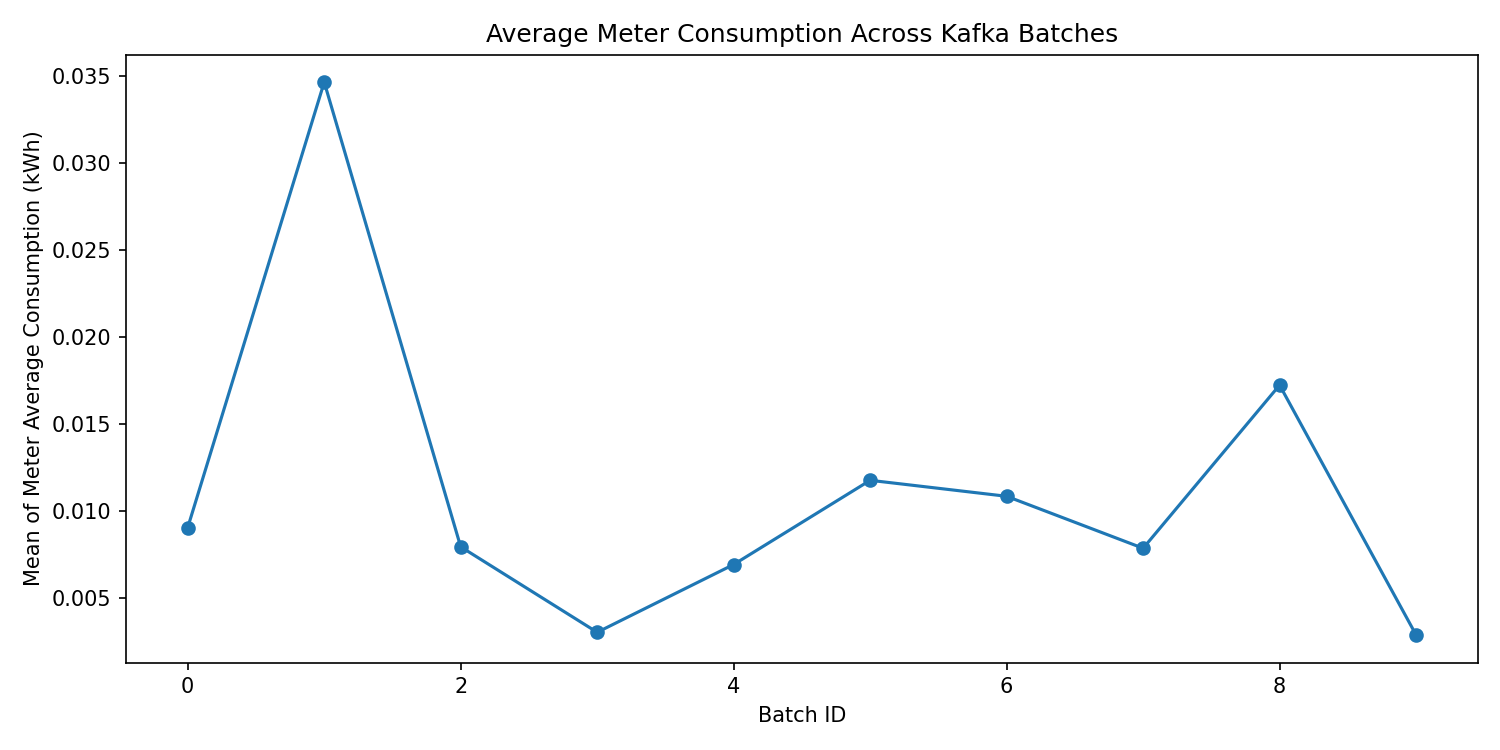 Average Meter Consumption Across Kafka Batches
Mean of Meter Average Consumption (kWh)
0.035
0.030
0.025
0.020
0.015
0.010
0.005
0 2 4 6 8
Batch ID